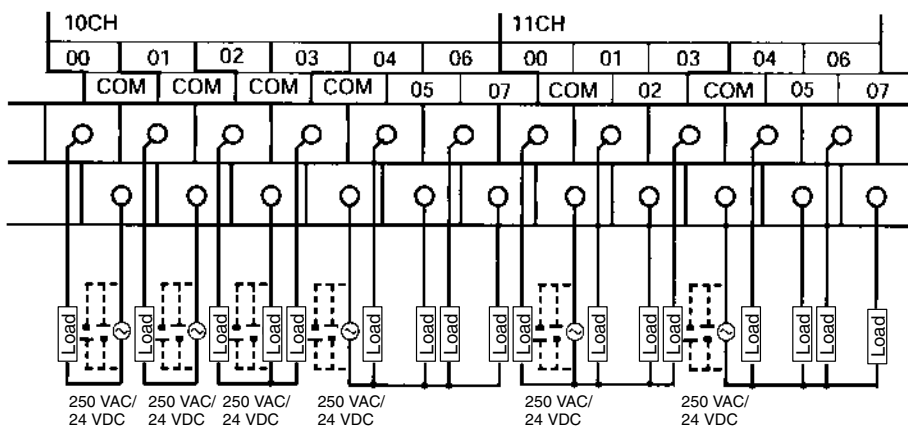 10CH 11CH
00 01 02 03 04 06 00 01 03 04 06
COM COM COM COM 05 07 COM 02 COM 05 07
Load Load Load Load Load Load Load Load Load Load Load Load Load Load Load Load
250 VAC/ 250 VAC/ 250 VAC/ 250 VAC/ 250 VAC/ 250 VAC/
24 VDC 24 VDC 24 VDC 24 VDC 24 VDC 24 VDC